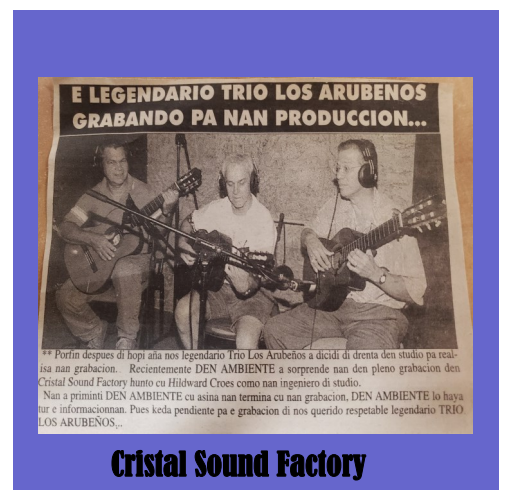 E LEGENDARIO TRIO LOS ARUBENOS
GRABANDO PA NAN PRODUCCION...
** Porfin despues di hopi aña nos legendario Trio Los Arubeños a dicidi di drenta den studio pa real-
isa nan grabacion. Recientemente DEN AMBIENTE a sorprende nan den pleno grabacion den
Cristal Sound Factory hunto cu Hildward Croes como nan ingeniero di studio.
Nan a priminti DEN AMBIENTE cu asina nan termina cu nan grabacion, DEN AMBIENTE lo haya
tur e informacionnan. Pues keda pendiente pa e grabacion di nos querido respetable legendario TRIO
LOS ARUBEÑOS,..
Cristal Sound Factory